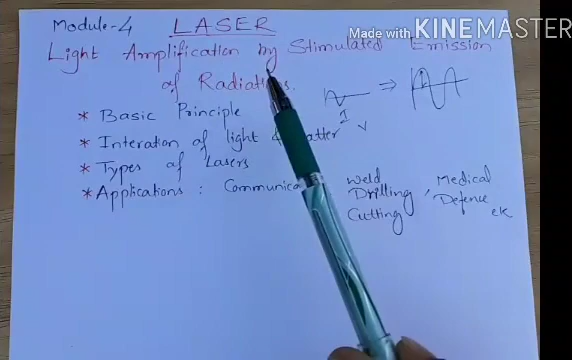 Made with KINEMASTER
Module-4 LASER
Light Amplification by Stimulated Emission
of Radiations.
* Basic Principle
* Interation of light & matter
* Types of Lasers
* Applications : Communica Weld Drilling Cutting , Medical Defence ek